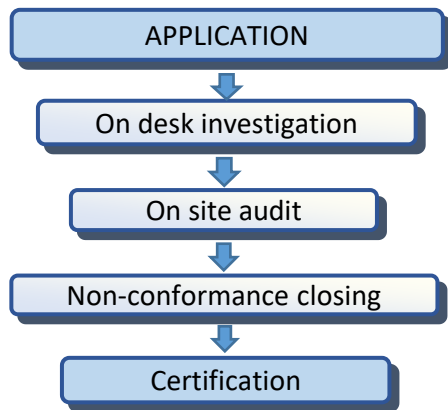 APPLICATION
On desk investigation
On site audit
Non-conformance closing
Certification